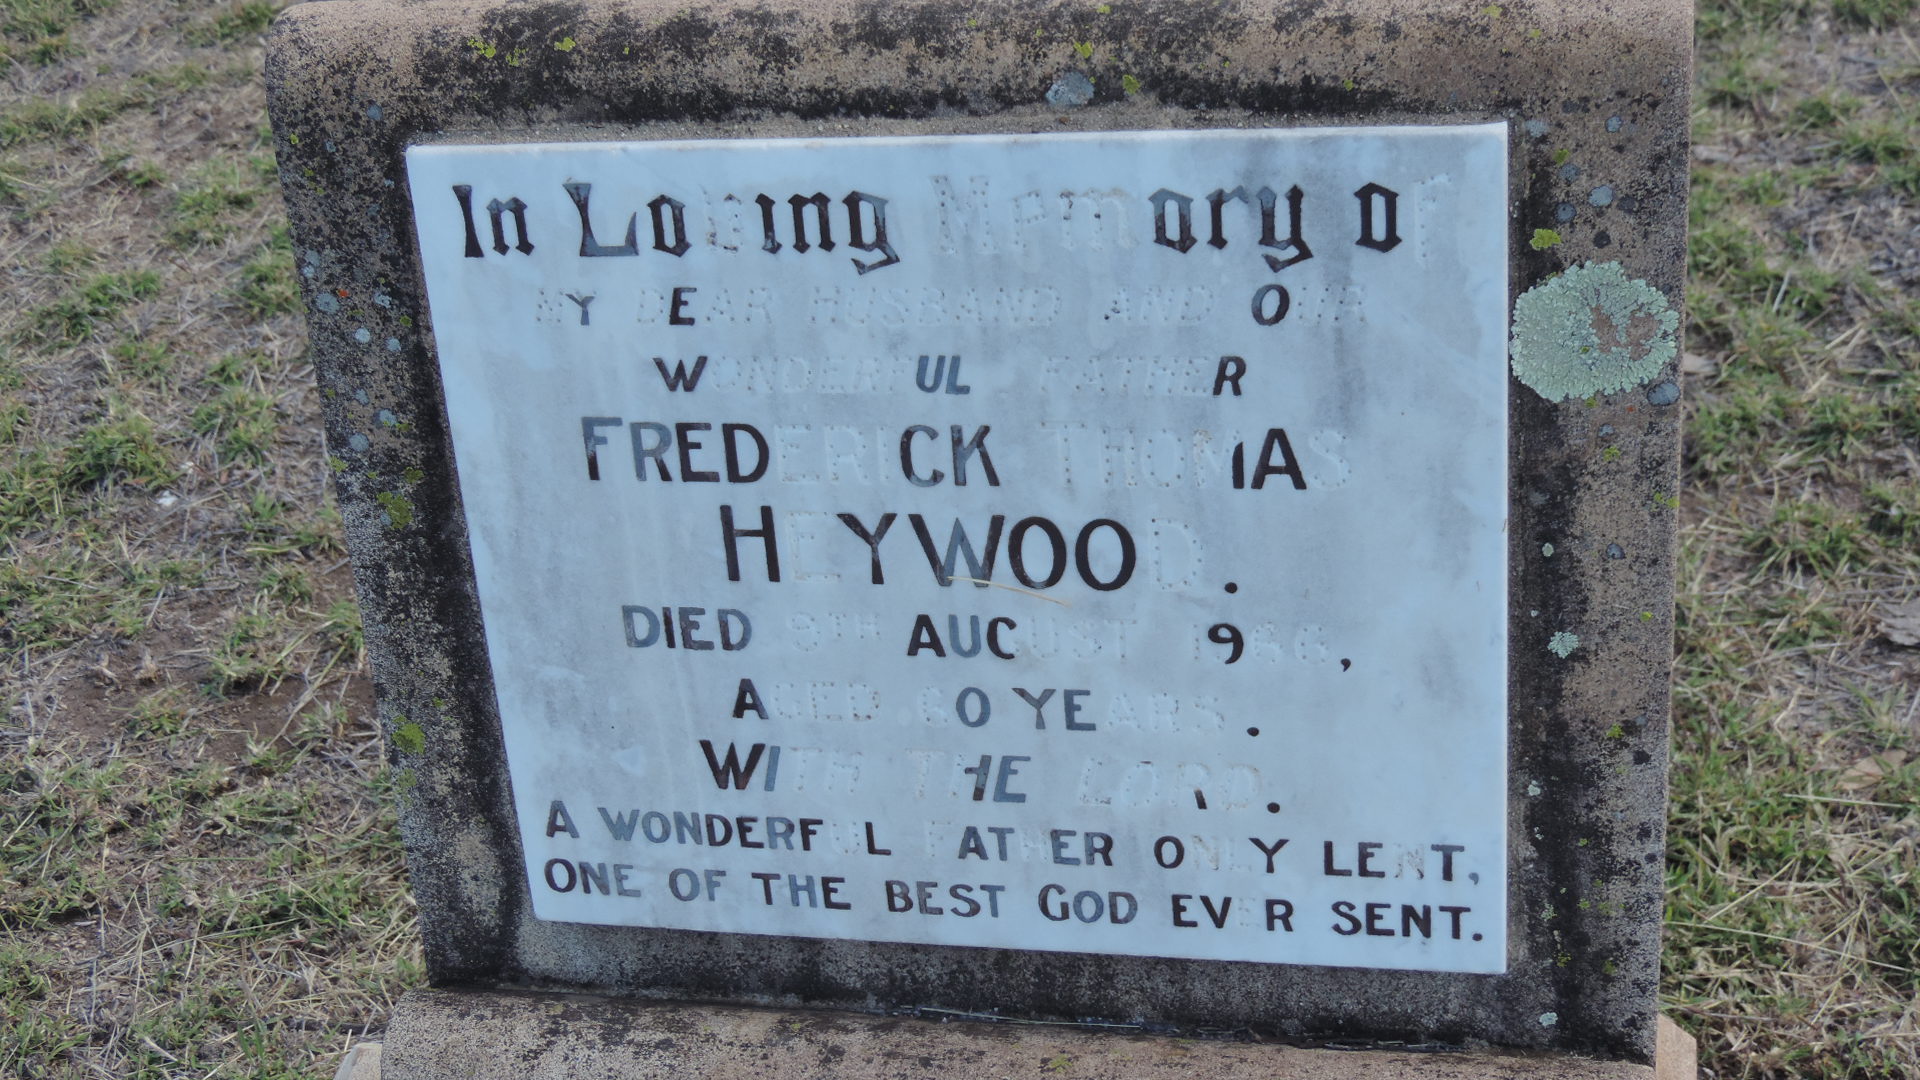 In Loving Memory of
MY DEAR HUSBAND AND OUR
WONDERFUL FATHER
FREDERICK THOMAS
HEYWOOD.
DIED 9TH AUGUST 1966,
AGED 60 YEARS.
WITH THE LORD.
A WONDERFUL FATHER ONLY LENT,
ONE OF THE BEST GOD EVER SENT.